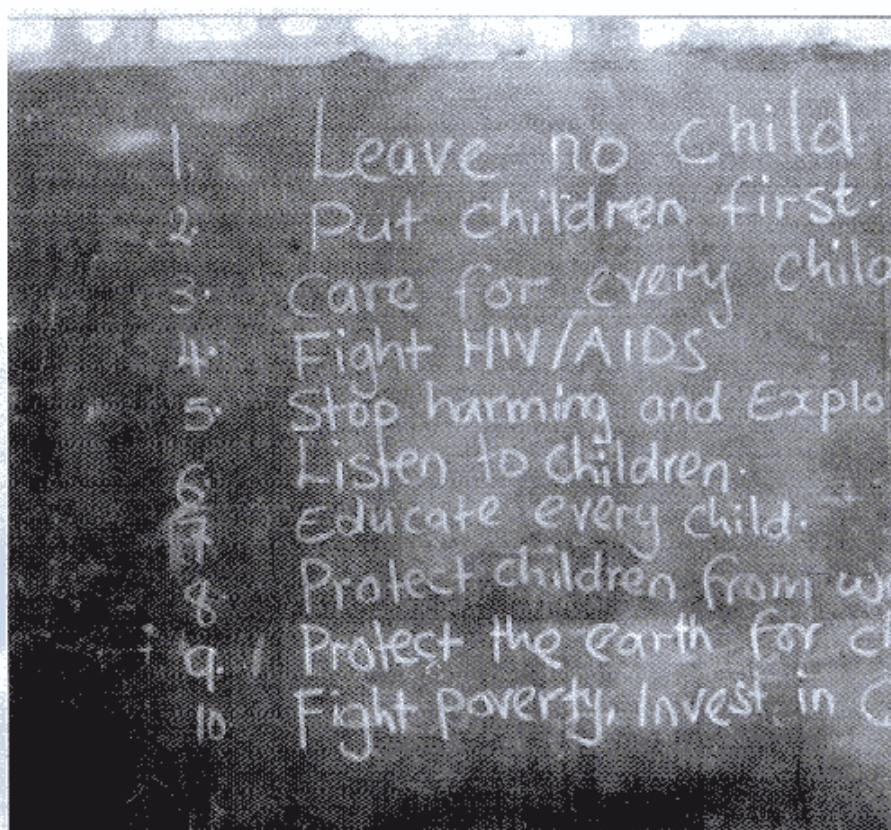 1. Leave no child
2. Put children first.
3. Care for every child
4. Fight HIV/AIDS
5. Stop harming and Explo
6. Listen to children.
7 Educate every child.
8. Protect children from
9. Protect the earth for
10 Fight poverty, Invest in